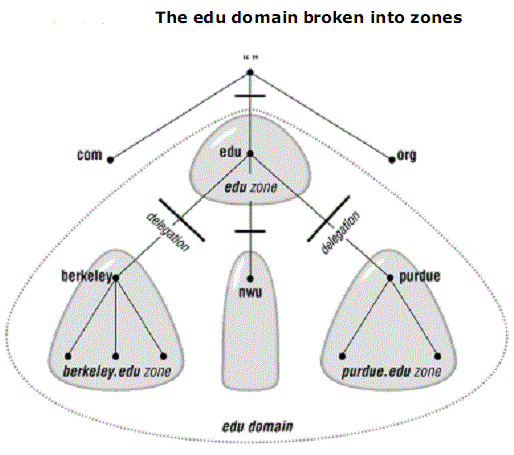 The edu domain broken into zones
“ ”
com
edu
org
edu zone
delegation
delegation
berkeley
nwu
purdue
berkeley.edu zone
purdue.edu zone
edu domain